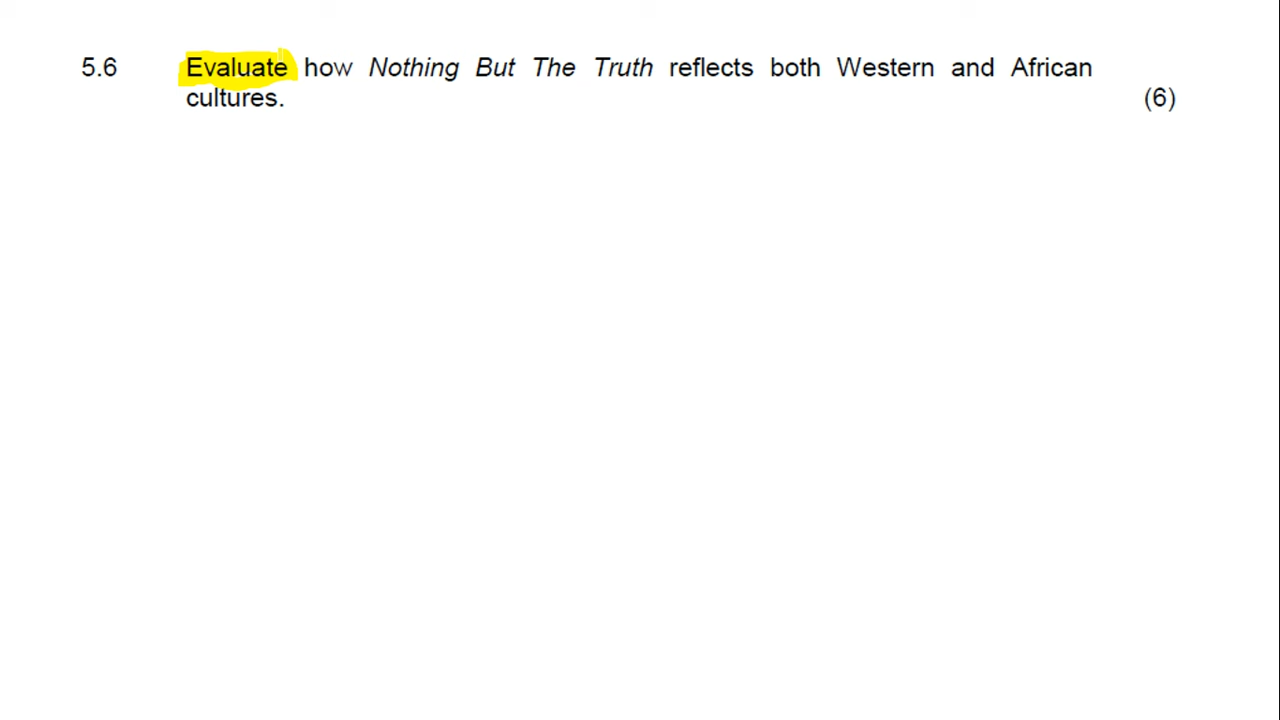 5.6 Evaluate how Nothing But The Truth reflects both Western and African
cultures. (6)